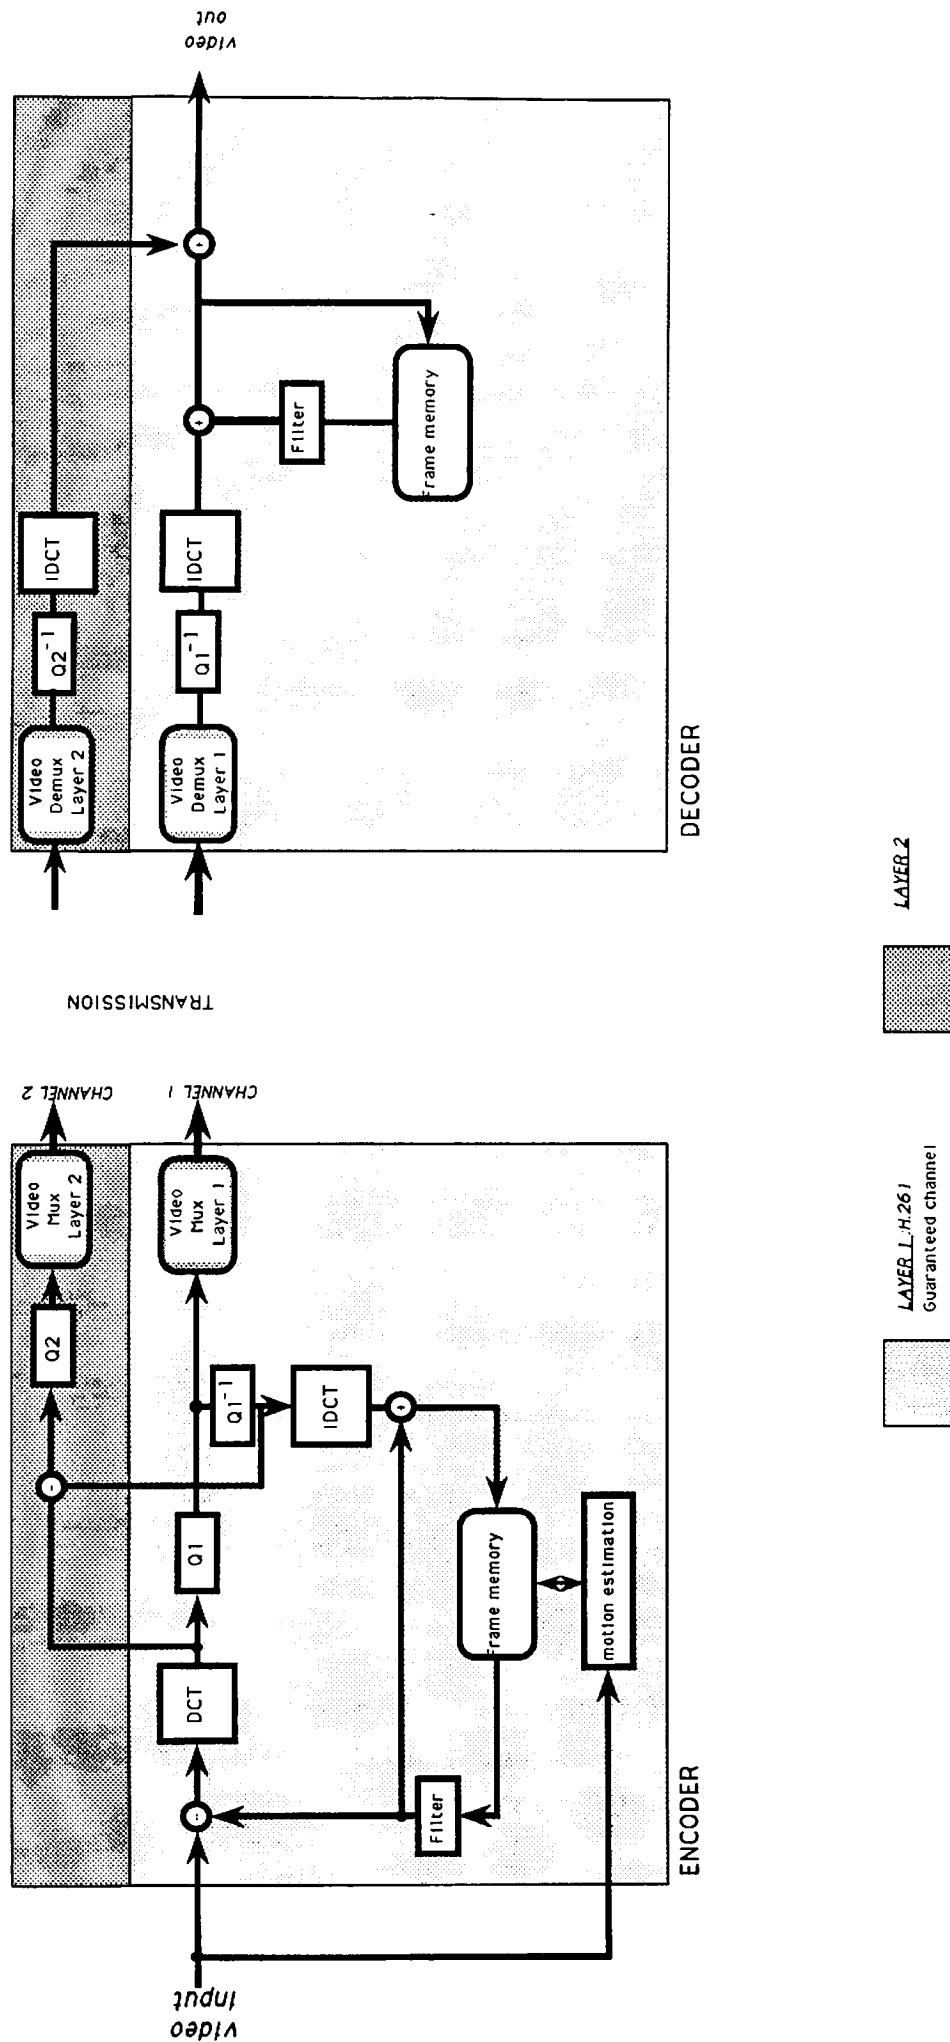 Video
Input
DCT
Q1
Q2
Video
Mux
Layer 2
CHANNEL 2
Video
Mux
Layer 1
CHANNEL 1
Q1⁻¹
IDCT
Filter
Frame memory
motion estimation
ENCODER
TRANSMISSION
Video
Demux
Layer 2
Q2⁻¹
IDCT
Video
Demux
Layer 1
Q1⁻¹
IDCT
Filter
Frame memory
video
out
DECODER
LAYER 1 H.261
Guaranteed channel
LAYER 2